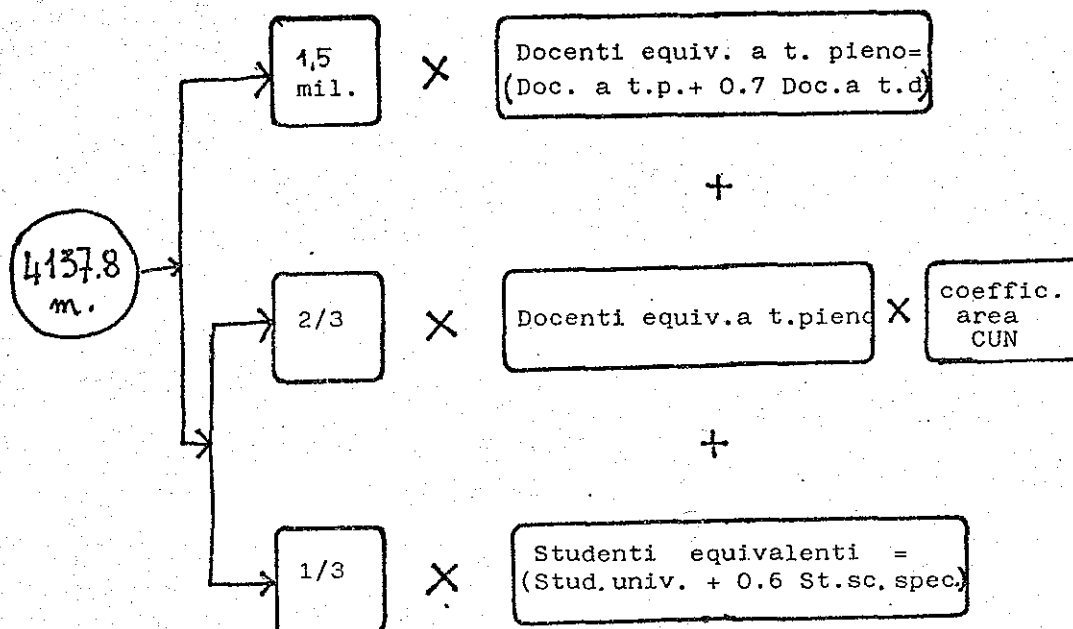 1,5
mil.
×
Docenti equiv. a t. pieno=
(Doc. a t.p.+ 0.7 Doc.a t.d)
+
4137.8
m.
2/3
×
Docenti equiv.a t.pieno
×
coeffic.
area
CUN
+
1/3
×
Studenti equivalenti =
(Stud.univ. + 0.6 St.sc.spec.)